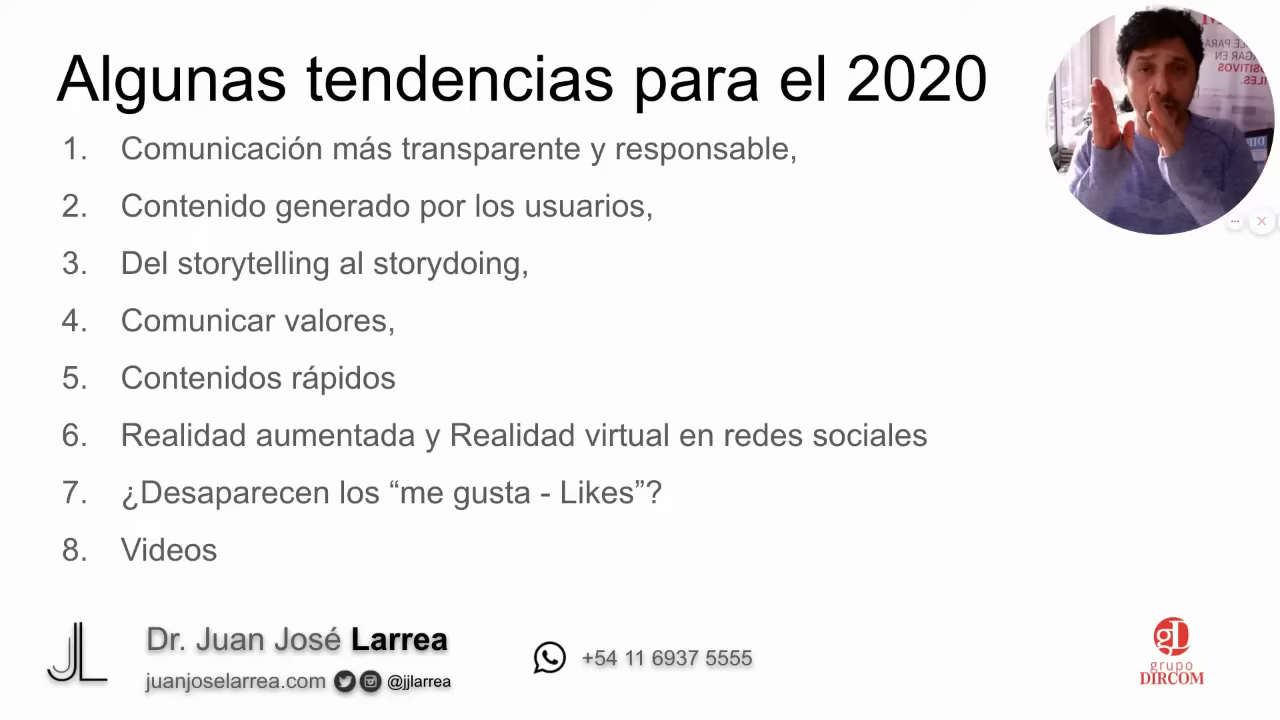 Algunas tendencias para el 2020
1. Comunicación más transparente y responsable,
2. Contenido generado por los usuarios,
3. Del storytelling al storydoing,
4. Comunicar valores,
5. Contenidos rápidos
6. Realidad aumentada y Realidad virtual en redes sociales
7. ¿Desaparecen los “me gusta - Likes”?
8. Videos
JL
Dr. Juan José Larrea
juanjoselarrea.com @jjlarrea
+54 11 6937 5555
gD
grupo
DIRCOM